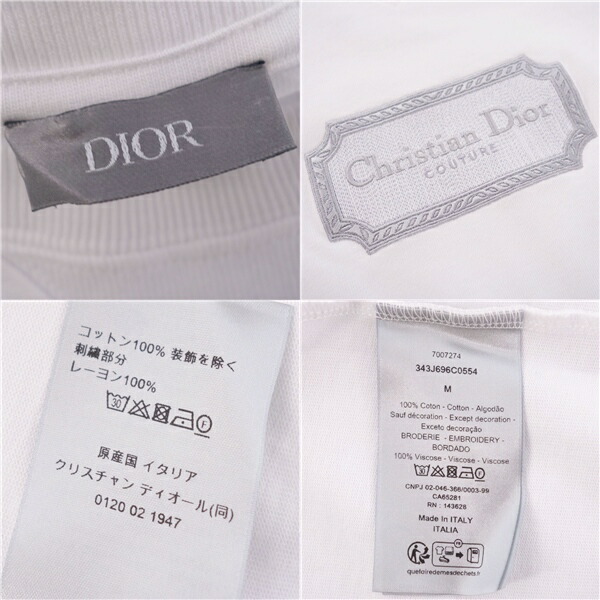 DIOR
Christian Dior
COUTURE
コットン100% 装飾を除く
刺繍部分
レーヨン100%
30
F
原産国 イタリア
クリスチャン ディオール(同)
0120 02 1947
7007274
343J696C0554
M
100% Coton - Cotton - Algodão
Sauf décoration - Except decoration -
Exceto decoração
BRODERIE - EMBROIDERY -
BORDADO
100% Viscose - Viscose - Viscose
30
F
CNPJ 02-046-366/0003-99
CA65281
RN : 143628
Made In ITALY
ITALIA
FR
quefairedemesdechets.fr